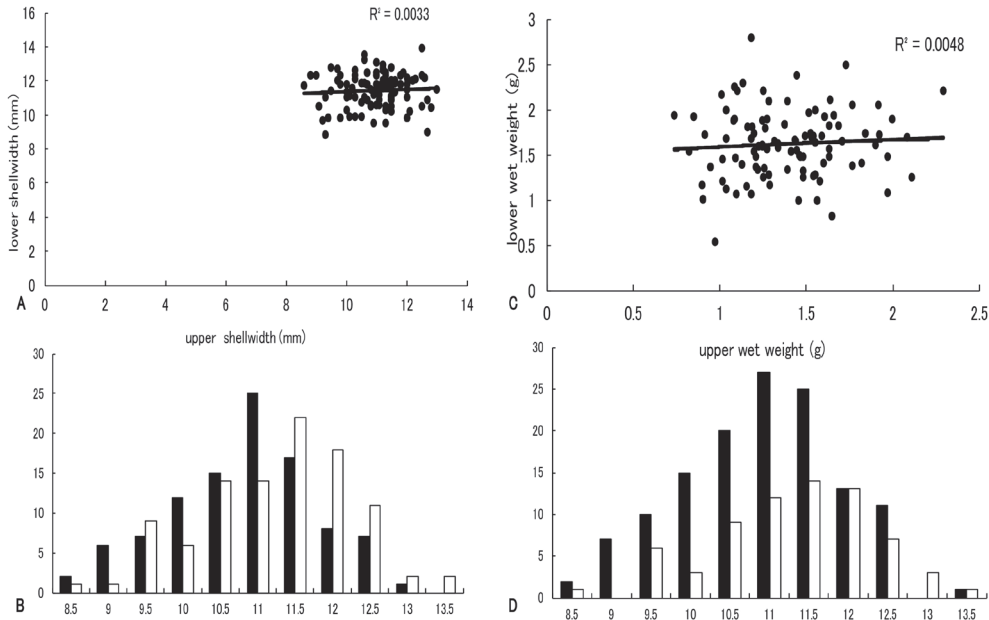 R² = 0.0033
lower shellwidth (mm)
16
14
12
10
8
6
4
2
0
A
0 2 4 6 8 10 12 14
upper shellwidth (mm)
R² = 0.0048
lower wet weight (g)
3
2.5
2
1.5
1
0.5
0
C
0 0.5 1 1.5 2 2.5
upper wet weight (g)
30
25
20
15
10
5
0
B
8.5 9 9.5 10 10.5 11 11.5 12 12.5 13 13.5
30
25
20
15
10
5
0
D
8.5 9 9.5 10 10.5 11 11.5 12 12.5 13 13.5